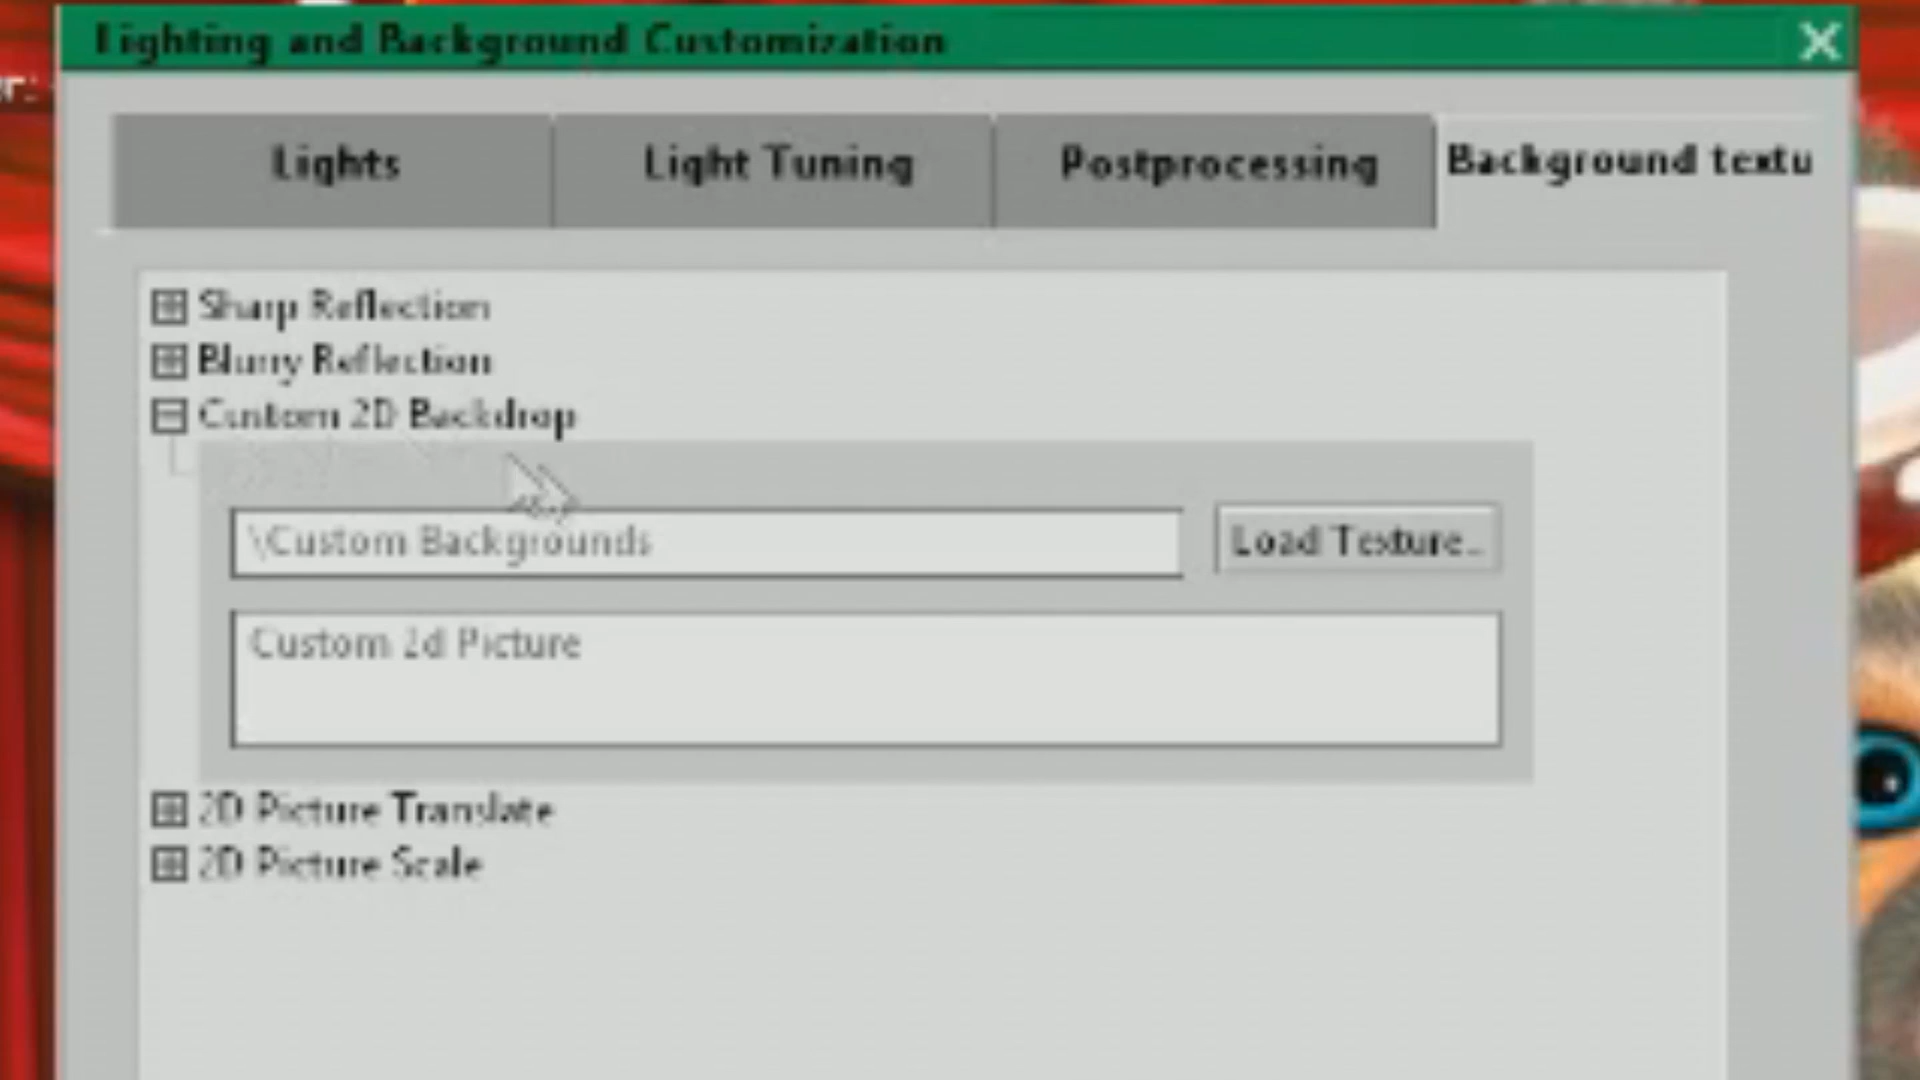 Lighting and Background Customization
r:
Lights
Light Tuning
Postprocessing
Background textu
Sharp Reflection
Blurry Reflection
Custom 2D Backdrop
\Custom Backgrounds
Load Texture..
Custom 2d Picture
2D Picture Translate
2D Picture Scale